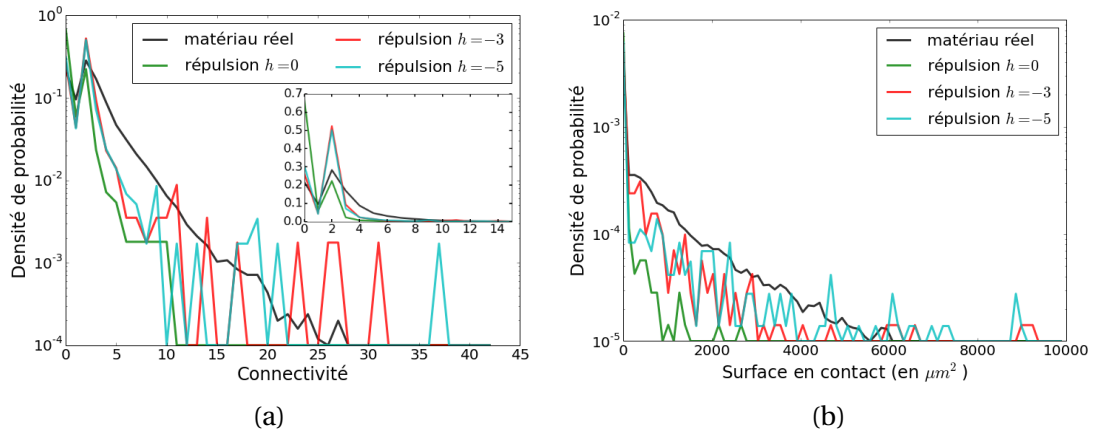 10^0
10^-1
10^-2
10^-3
10^-4
Densité de probabilité
0 5 10 15 20 25 30 35 40 45
Connectivité
matériau réel
répulsion h=0
répulsion h=−3
répulsion h=−5
0.7
0.6
0.5
0.4
0.3
0.2
0.1
0.0
0 2 4 6 8 10 12 14
(a)
10^-2
10^-3
10^-4
10^-5
Densité de probabilité
0 2000 4000 6000 8000 10000
Surface en contact (en μm²)
matériau réel
répulsion h=0
répulsion h=−3
répulsion h=−5
(b)